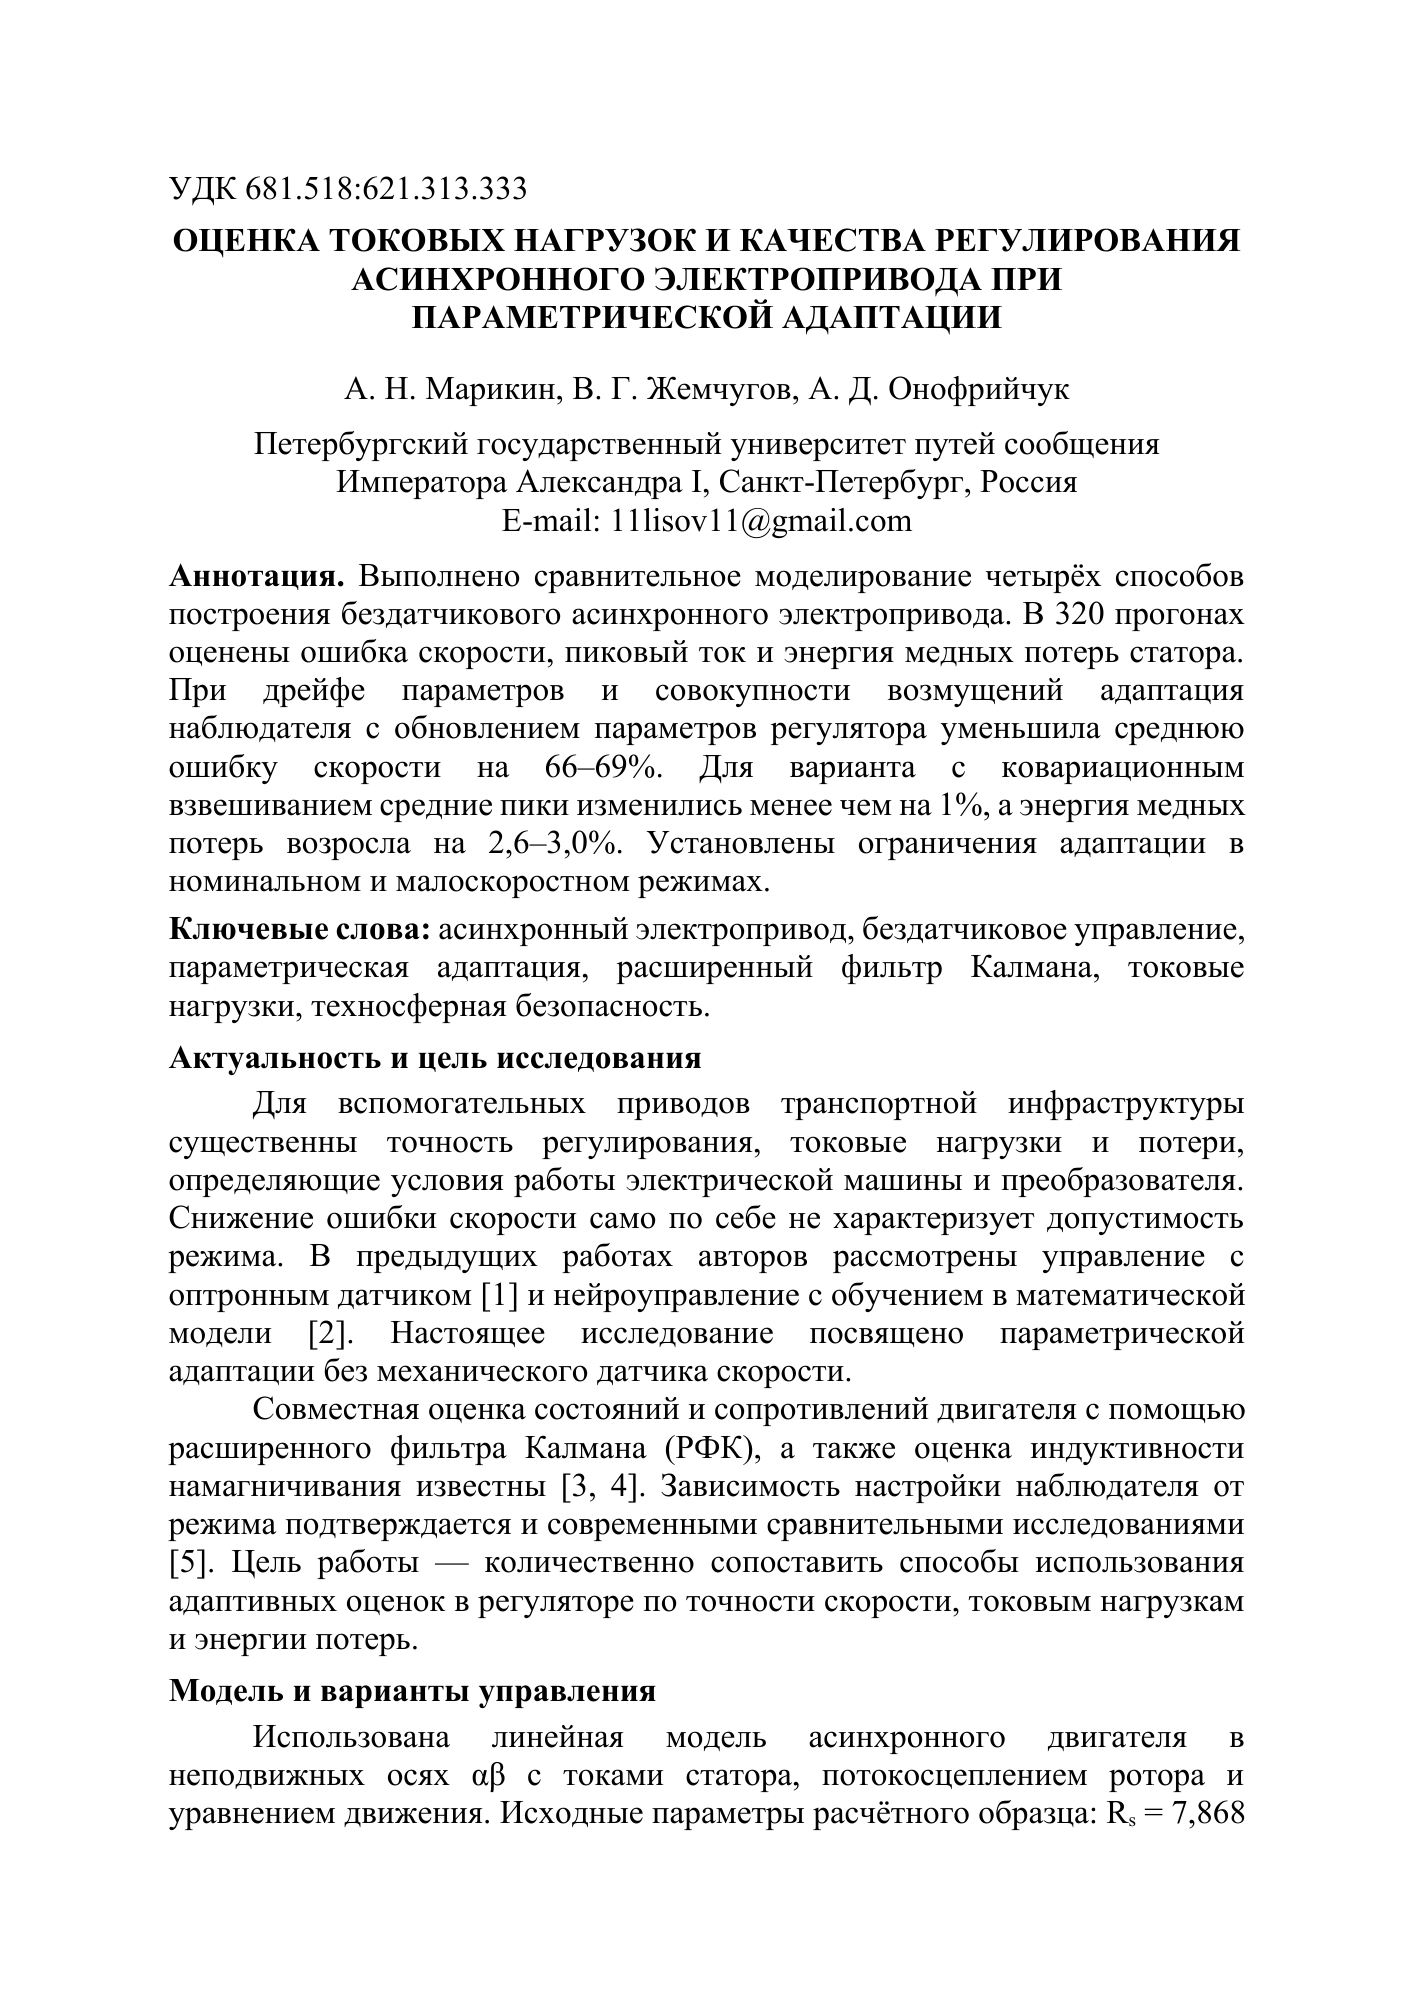 УДК 681.518:621.313.333
ОЦЕНКА ТОКОВЫХ НАГРУЗОК И КАЧЕСТВА РЕГУЛИРОВАНИЯ
АСИНХРОННОГО ЭЛЕКТРОПРИВОДА ПРИ
ПАРАМЕТРИЧЕСКОЙ АДАПТАЦИИ
А. Н. Марикин, В. Г. Жемчугов, А. Д. Онофрийчук
Петербургский государственный университет путей сообщения
Императора Александра I, Санкт-Петербург, Россия
E-mail: 11lisov11@gmail.com
Аннотация. Выполнено сравнительное моделирование четырёх способов
построения бездатчикового асинхронного электропривода. В 320 прогонах
оценены ошибка скорости, пиковый ток и энергия медных потерь статора.
При дрейфе параметров и совокупности возмущений адаптация
наблюдателя с обновлением параметров регулятора уменьшила среднюю
ошибку скорости на 66–69%. Для варианта с ковариационным
взвешиванием средние пики изменились менее чем на 1%, а энергия медных
потерь возросла на 2,6–3,0%. Установлены ограничения адаптации в
номинальном и малоскоростном режимах.
Ключевые слова: асинхронный электропривод, бездатчиковое управление,
параметрическая адаптация, расширенный фильтр Калмана, токовые
нагрузки, техносферная безопасность.
Актуальность и цель исследования
Для вспомогательных приводов транспортной инфраструктуры
существенны точность регулирования, токовые нагрузки и потери,
определяющие условия работы электрической машины и преобразователя.
Снижение ошибки скорости само по себе не характеризует допустимость
режима. В предыдущих работах авторов рассмотрены управление с
оптронным датчиком [1] и нейроуправление с обучением в математической
модели [2]. Настоящее исследование посвящено параметрической
адаптации без механического датчика скорости.
Совместная оценка состояний и сопротивлений двигателя с помощью
расширенного фильтра Калмана (РФК), а также оценка индуктивности
намагничивания известны [3, 4]. Зависимость настройки наблюдателя от
режима подтверждается и современными сравнительными исследованиями
[5]. Цель работы — количественно сопоставить способы использования
адаптивных оценок в регуляторе по точности скорости, токовым нагрузкам
и энергии потерь.
Модель и варианты управления
Использована линейная модель асинхронного двигателя в
неподвижных осях αβ с токами статора, потокосцеплением ротора и
уравнением движения. Исходные параметры расчётного образца: Rs = 7,868